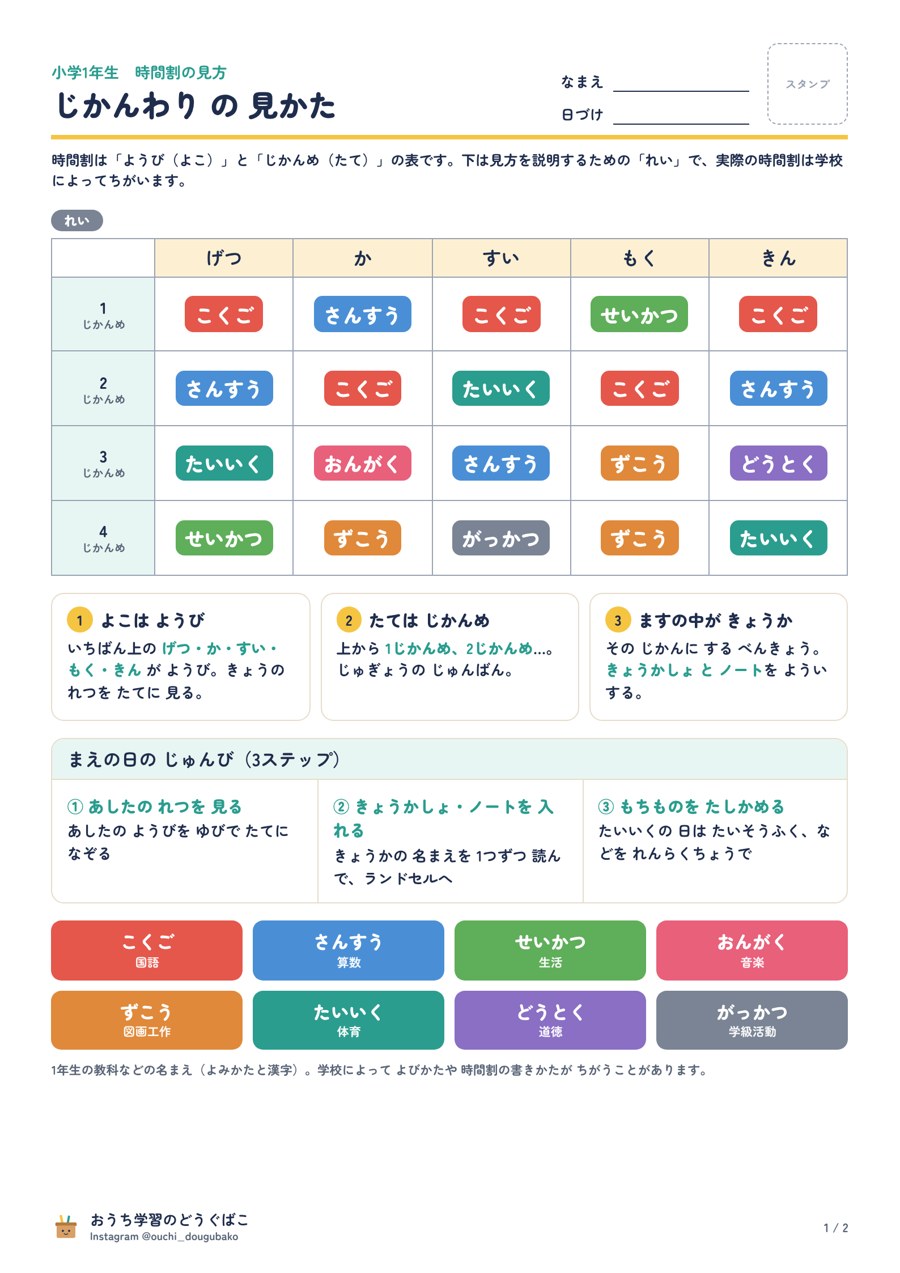 小学1年生　時間割の見方
じかんわり の 見かた
なまえ
日づけ
スタンプ
時間割は「ようび（よこ）」と「じかんめ（たて）」の表です。下は見方を説明するための「れい」で、実際の時間割は学校
によってちがいます。
れい
げつ か すい もく きん
1 じかんめ こくご さんすう こくご せいかつ こくご
2 じかんめ さんすう こくご たいいく こくご さんすう
3 じかんめ たいいく おんがく さんすう ずこう どうとく
4 じかんめ せいかつ ずこう がっかつ ずこう たいいく
1 よこは ようび
いちばん上の げつ・か・すい・
もく・きん が ようび。きょうの
れつを たてに 見る。
2 たては じかんめ
上から 1じかんめ、2じかんめ…。
じゅぎょうの じゅんばん。
3 ますの中が きょうか
その じかんに する べんきょう。
きょうかしょ と ノートを ようい
する。
まえの日の じゅんび（3ステップ）
① あしたの れつを 見る
あしたの ようびを ゆびで たてに
なぞる
② きょうかしょ・ノートを 入
れる
きょうかの 名まえを 1つずつ 読ん
で、ランドセルへ
③ もちものを たしかめる
たいいくの 日は たいそうふく、な
どを れんらくちょうで
こくご
国語
さんすう
算数
せいかつ
生活
おんがく
音楽
ずこう
図画工作
たいいく
体育
どうとく
道徳
がっかつ
学級活動
1年生の教科などの名まえ（よみかたと漢字）。学校によって よびかたや 時間割の書きかたが ちがうことがあります。
おうち学習のどうぐばこ
Instagram @ouchi_dougubako
1 / 2